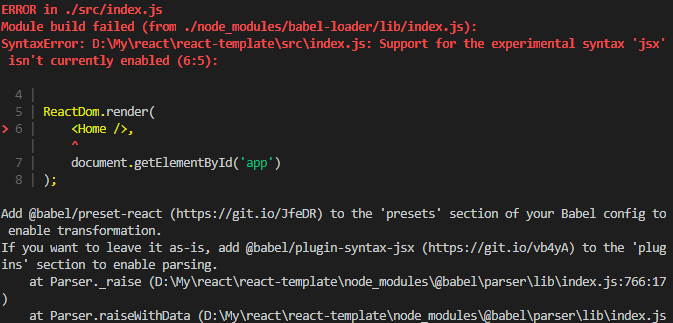 ERROR in ./src/index.js
Module build failed (from ./node_modules/babel-loader/lib/index.js):
SyntaxError: D:\My\react\react-template\src\index.js: Support for the experimental syntax 'jsx'
 isn't currently enabled (6:5):

  4 |
  5 | ReactDom.render(
> 6 |     <Home />,
    |     ^
  7 |     document.getElementById('app')
  8 | );

Add @babel/preset-react (https://git.io/JfeDR) to the 'presets' section of your Babel config to
 enable transformation.
If you want to leave it as-is, add @babel/plugin-syntax-jsx (https://git.io/vb4yA) to the 'plug
ins' section to enable parsing.
    at Parser._raise (D:\My\react\react-template\node_modules\@babel\parser\lib\index.js:766:17
)
    at Parser.raiseWithData (D:\My\react\react-template\node_modules\@babel\parser\lib\index.js